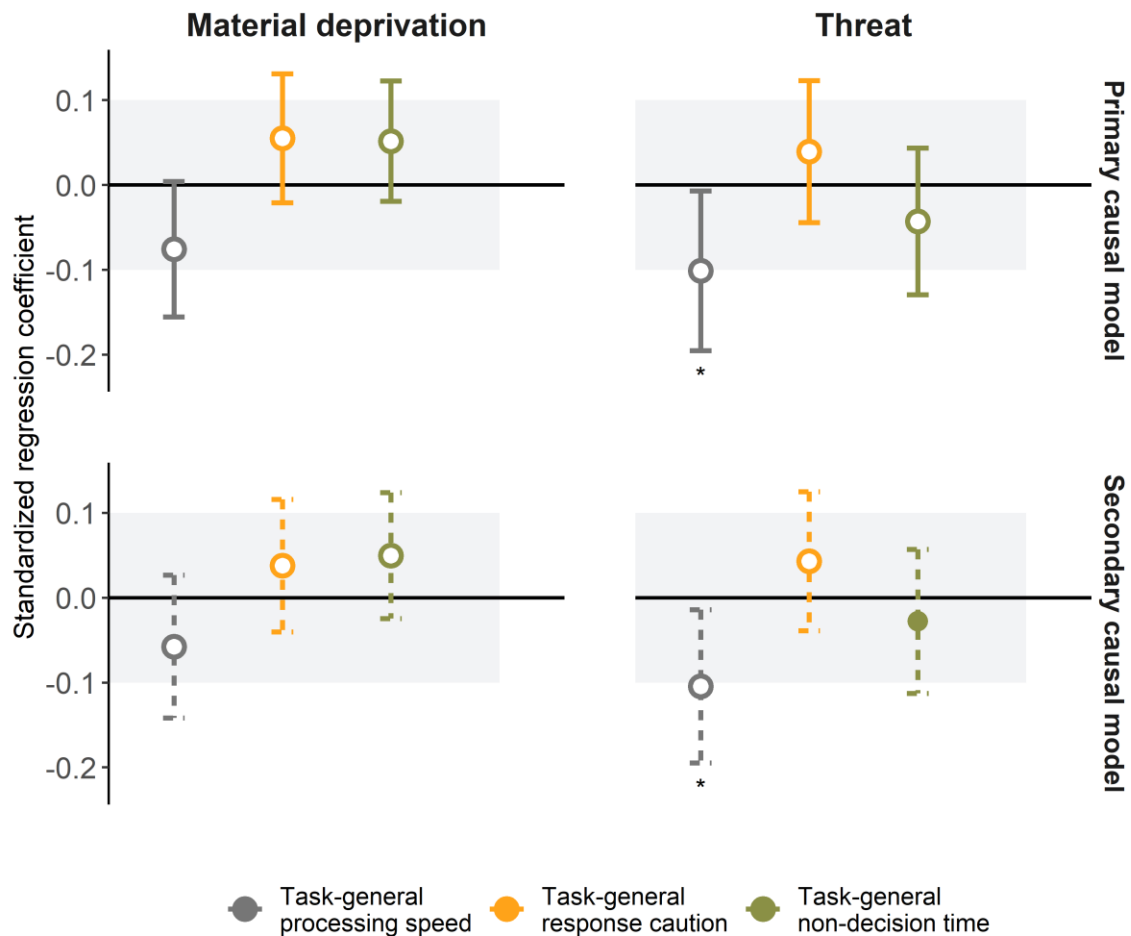 Material deprivation
Threat
Standardized regression coefficient
0.1
0.0
-0.1
-0.2
*
Primary causal model
0.1
0.0
-0.1
-0.2
*
Secondary causal model
Task-general
processing speed
Task-general
response caution
Task-general
non-decision time